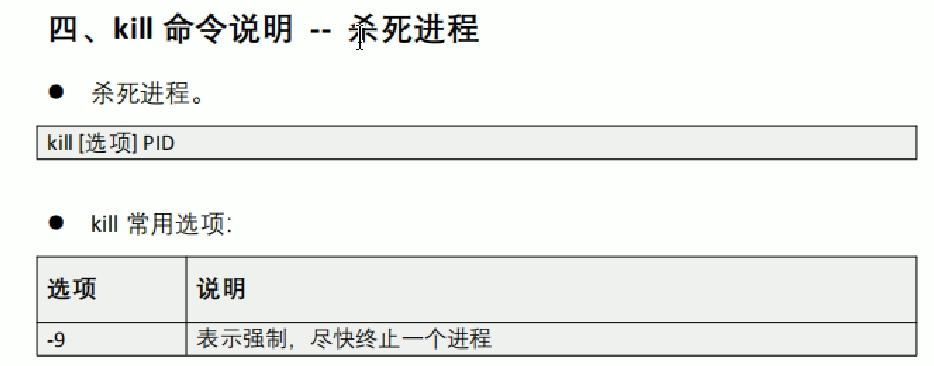 四、kill 命令说明 -- 杀死进程
● 杀死进程。
kill [选项] PID
● kill 常用选项:
选项 说明
-9 表示强制，尽快终止一个进程